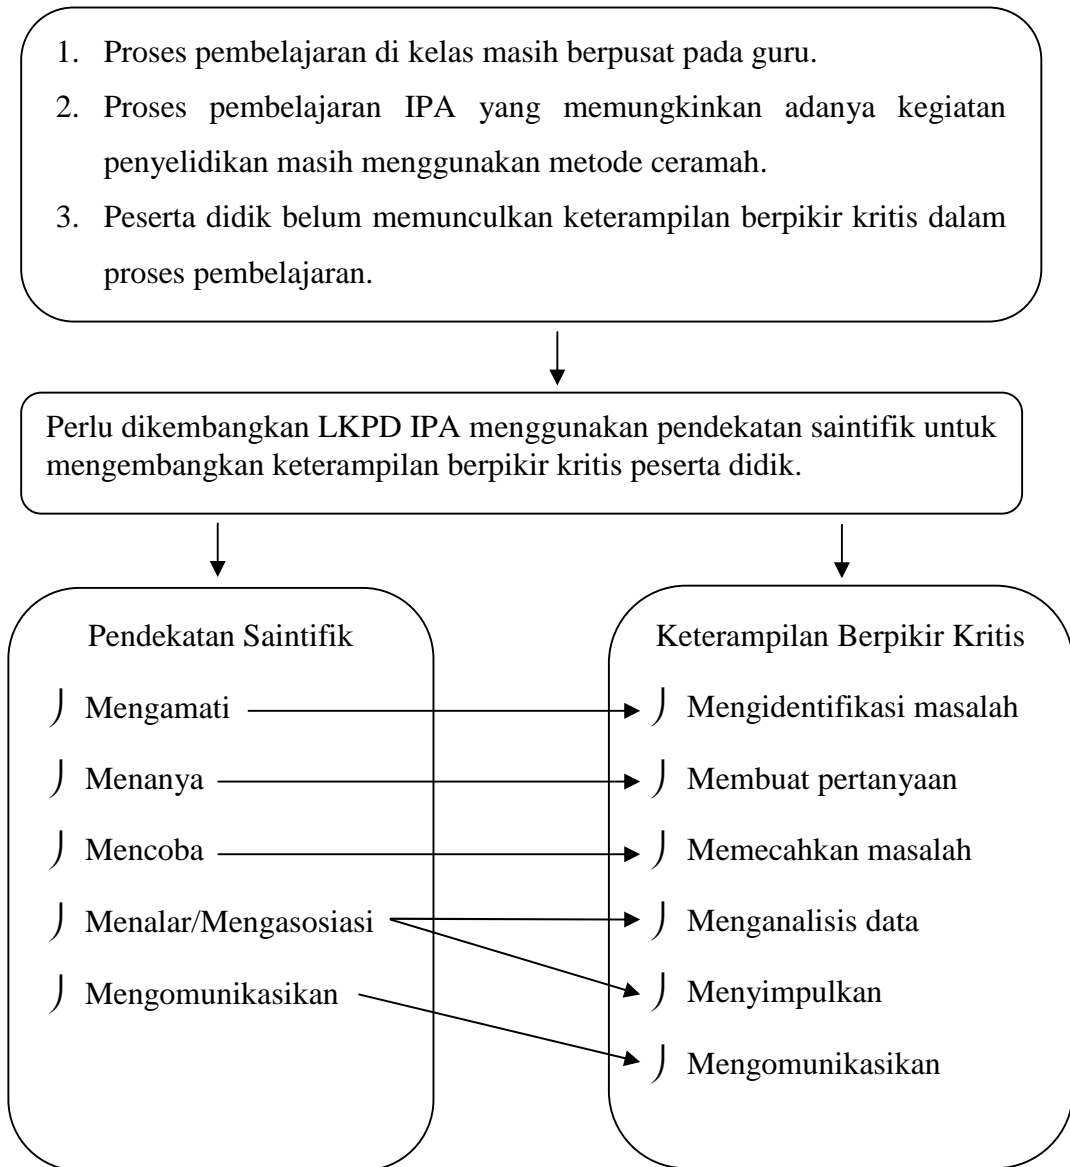 1. Proses pembelajaran di kelas masih berpusat pada guru.
2. Proses pembelajaran IPA yang memungkinkan adanya kegiatan
penyelidikan masih menggunakan metode ceramah.
3. Peserta didik belum memunculkan keterampilan berpikir kritis dalam
proses pembelajaran.
Perlu dikembangkan LKPD IPA menggunakan pendekatan saintifik untuk
mengembangkan keterampilan berpikir kritis peserta didik.
Pendekatan Saintifik
Mengamati
Menanya
Mencoba
Menalar/Mengasosiasi
Mengomunikasikan
Keterampilan Berpikir Kritis
Mengidentifikasi masalah
Membuat pertanyaan
Memecahkan masalah
Menganalisis data
Menyimpulkan
Mengomunikasikan